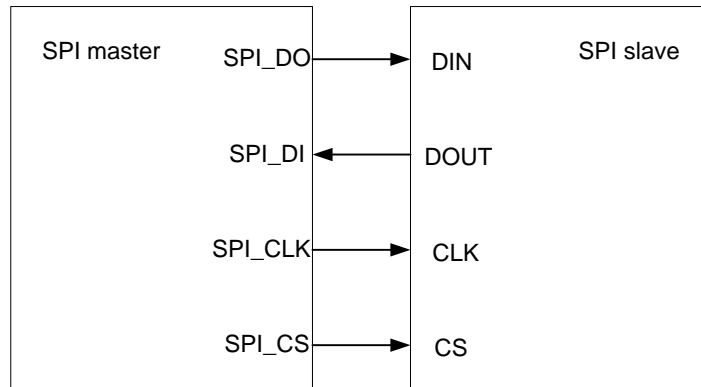 SPI master
SPI_DO
DIN
SPI slave
SPI_DI
DOUT
SPI_CLK
CLK
SPI_CS
CS